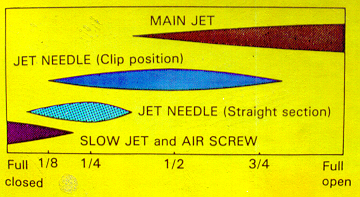 MAIN JET
JET NEEDLE (Clip position)
JET NEEDLE (Straight section)
SLOW JET and AIR SCREW
Full closed 1/8 1/4 1/2 3/4 Full open